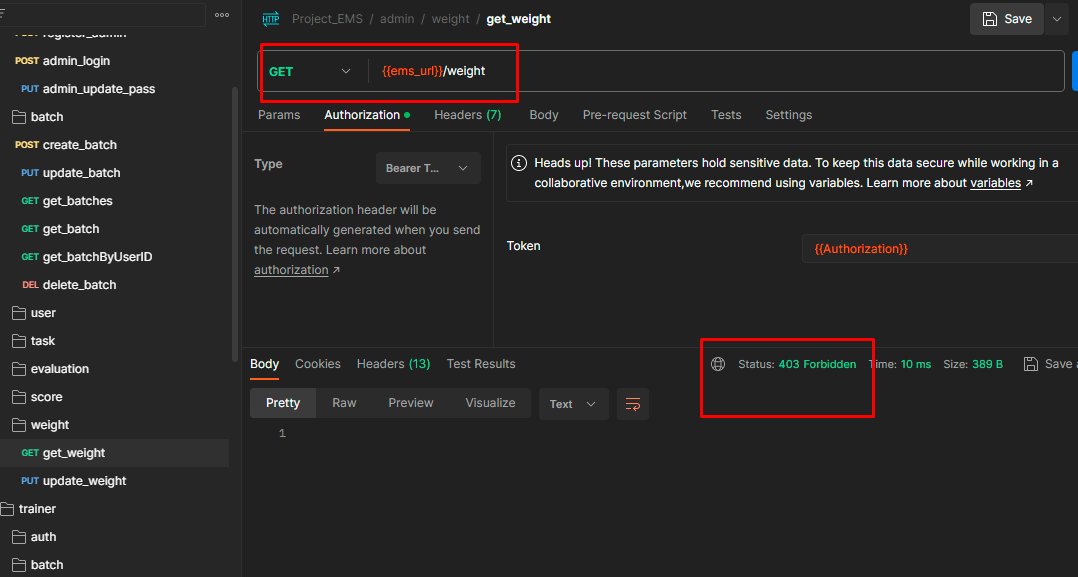 POST admin_login
PUT admin_update_pass
batch
POST create_batch
PUT update_batch
GET get_batches
GET get_batch
GET get_batchByUserID
DEL delete_batch
user
task
evaluation
score
weight
GET get_weight
PUT update_weight
trainer
auth
batch
HTTP Project_EMS / admin / weight / get_weight
Save
GET {{ems_url}}/weight
Params Authorization Headers (7) Body Pre-request Script Tests Settings
Type Bearer T...
The authorization header will be
automatically generated when you send
the request. Learn more about
authorization ↗
Heads up! These parameters hold sensitive data. To keep this data secure while working in a
collaborative environment,we recommend using variables. Learn more about variables ↗
Token {{Authorization}}
Body Cookies Headers (13) Test Results Status: 403 Forbidden Time: 10 ms Size: 389 B Save
Pretty Raw Preview Visualize Text
1